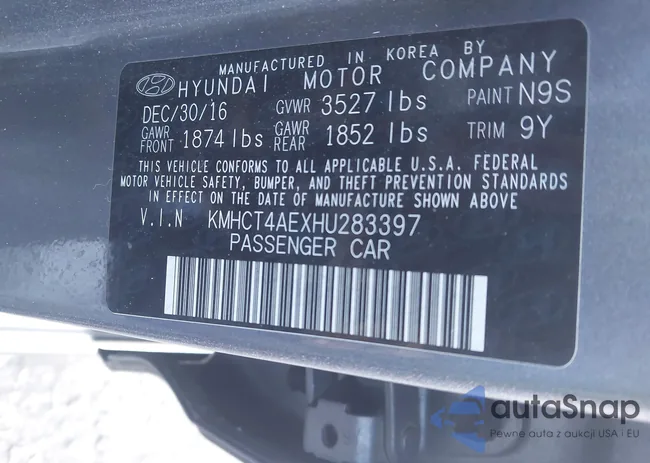 MANUFACTURED IN KOREA BY
HYUNDAI MOTOR COMPANY
DEC/30/16 GVWR 3527 lbs PAINT N9S
GAWR FRONT 1874 lbs GAWR REAR 1852 lbs TRIM 9Y
THIS VEHICLE CONFORMS TO ALL APPLICABLE U.S.A. FEDERAL
MOTOR VEHICLE SAFETY, BUMPER, AND THEFT PREVENTION STANDARDS
IN EFFECT ON THE DATE OF MANUFACTURE SHOWN ABOVE.
V.I.N KMHCT4AEXHU283397
PASSENGER CAR
autaSnap
Pewne auta z aukcji USA i EU